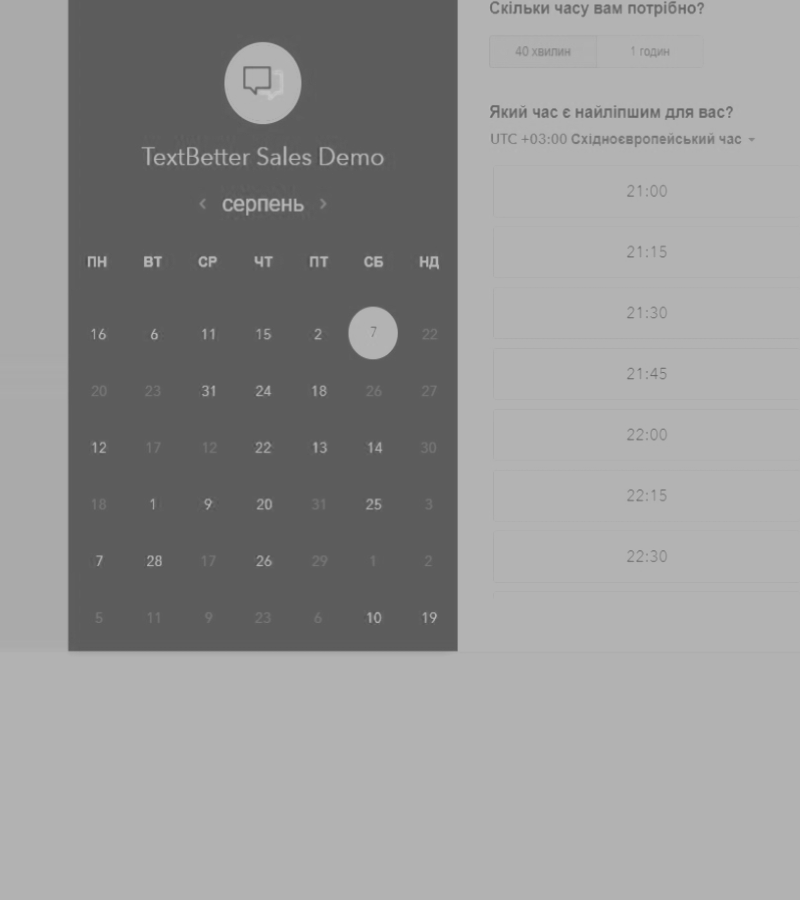 TextBetter Sales Demo
‹ серпень ›
ПН ВТ СР ЧТ ПТ СБ НД
16 6 11 15 2 7 22
20 23 31 24 18 26 27
12 17 12 22 13 14 30
18 1 9 20 31 25 3
7 28 17 26 29 1 2
5 11 9 23 6 10 19
Скільки часу вам потрібно?
40 хвилин 1 годин
Який час є найліпшим для вас?
UTC +03:00 Східноєвропейський час
21:00
21:15
21:30
21:45
22:00
22:15
22:30